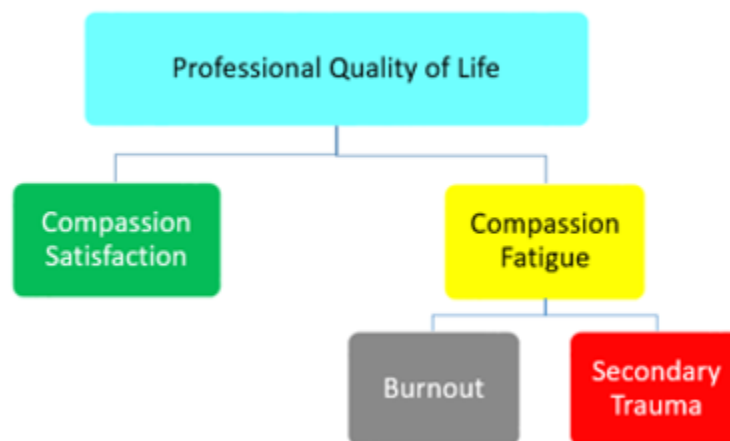 Professional Quality of Life
Compassion
Satisfaction
Compassion
Fatigue
Burnout
Secondary
Trauma